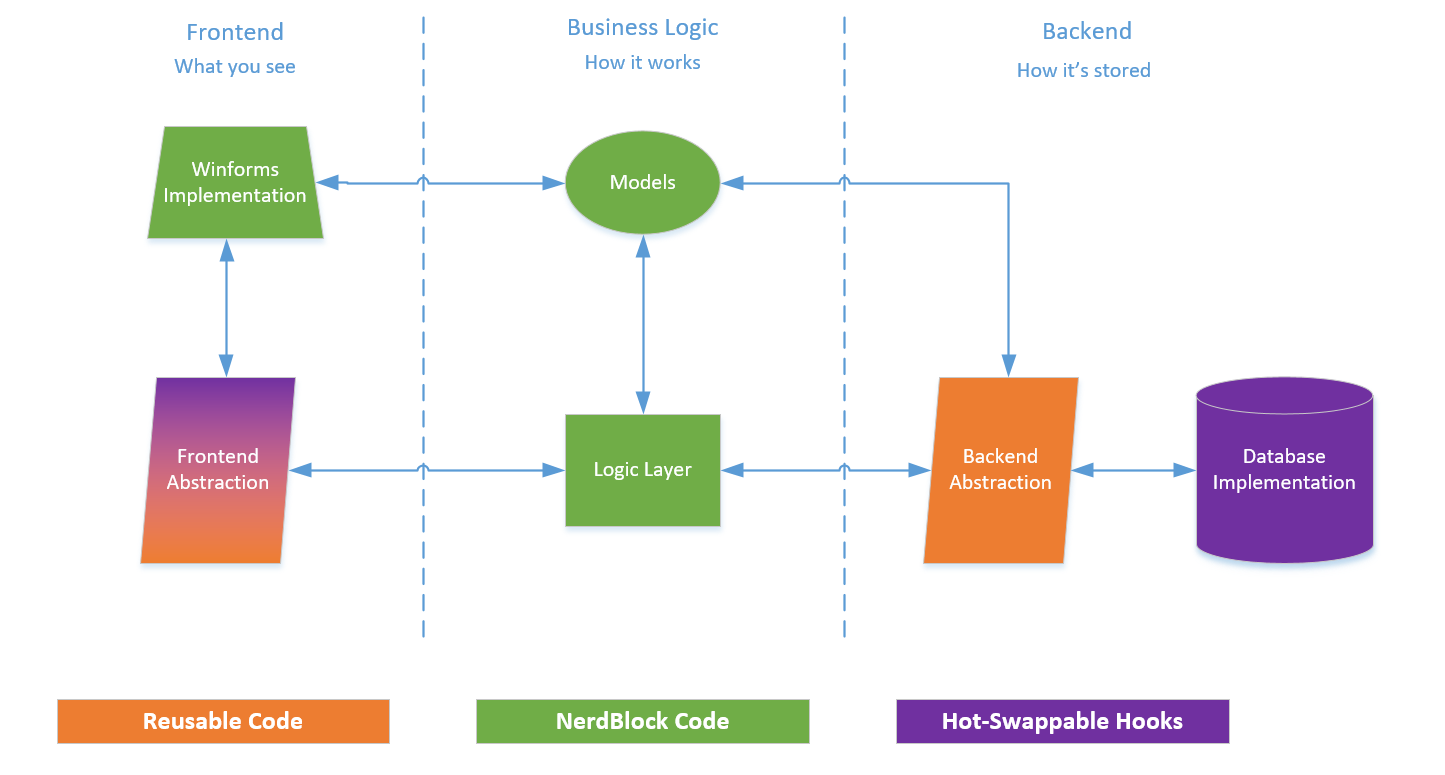 Frontend
What you see
Business Logic
How it works
Backend
How it’s stored
Winforms
Implementation
Models
Frontend
Abstraction
Logic Layer
Backend
Abstraction
Database
Implementation
Reusable Code
NerdBlock Code
Hot-Swappable Hooks